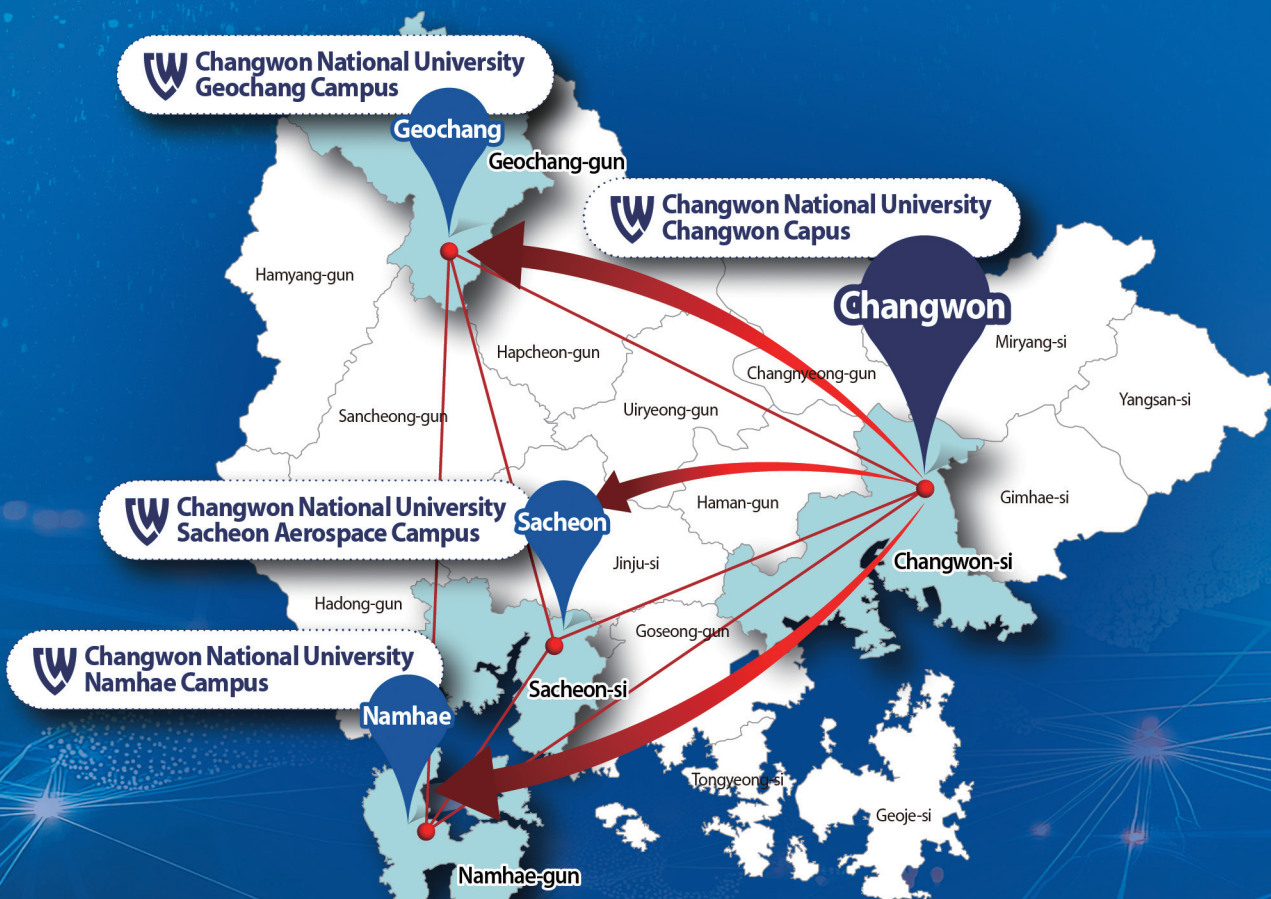 Changwon National University
Geochang Campus
Geochang
Geochang-gun
Changwon National University
Changwon Capus
Changwon
Hamyang-gun
Hapcheon-gun
Miryang-si
Changnyeong-gun
Yangsan-si
Sancheong-gun
Uiryeong-gun
Changwon National University
Sacheon Aerospace Campus
Sacheon
Haman-gun
Gimhae-si
Jinju-si
Changwon-si
Hadong-gun
Goseong-gun
Changwon National University
Namhae Campus
Namhae
Sacheon-si
Tongyeong-si
Geoje-si
Namhae-gun